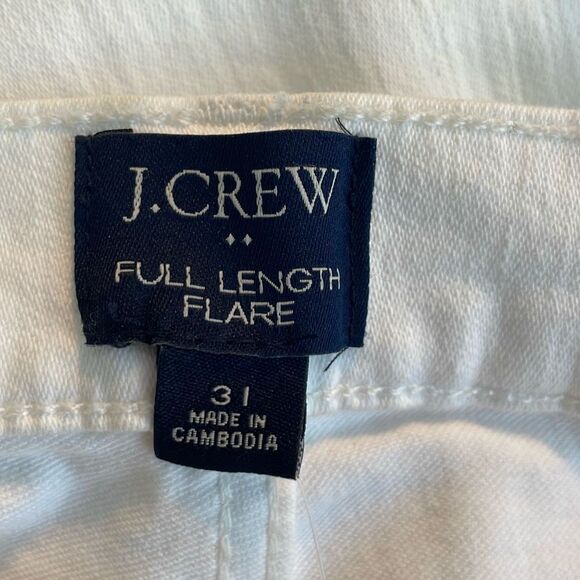 J.CREW
FULL LENGTH
FLARE
31
MADE IN
CAMBODIA